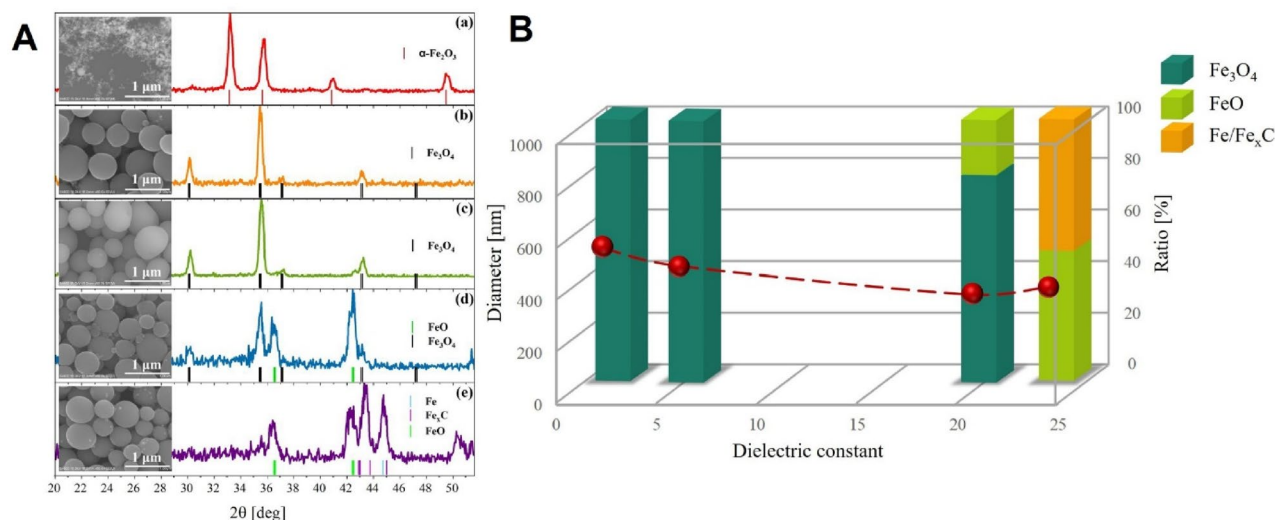 A
(a)
α-Fe₂O₃
1 μm
(b)
Fe₃O₄
1 μm
(c)
Fe₃O₄
1 μm
(d)
FeO
Fe₃O₄
1 μm
(e)
Fe
Fe₃C
FeO
1 μm
20 22 24 26 28 30 32 34 36 38 40 42 44 46 48 50
2θ [deg]
B
Fe₃O₄
FeO
Fe/FeₓC
Diameter [nm]
1000
800
600
400
200
0
Ratio [%]
100
80
60
40
20
0
0 5 10 15 20 25
Dielectric constant